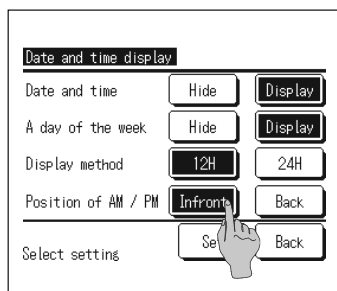 Date and time display
Date and time Hide Display
A day of the week Hide Display
Display method 12H 24H
Position of AM / PM Infront Back
Select setting Se Back